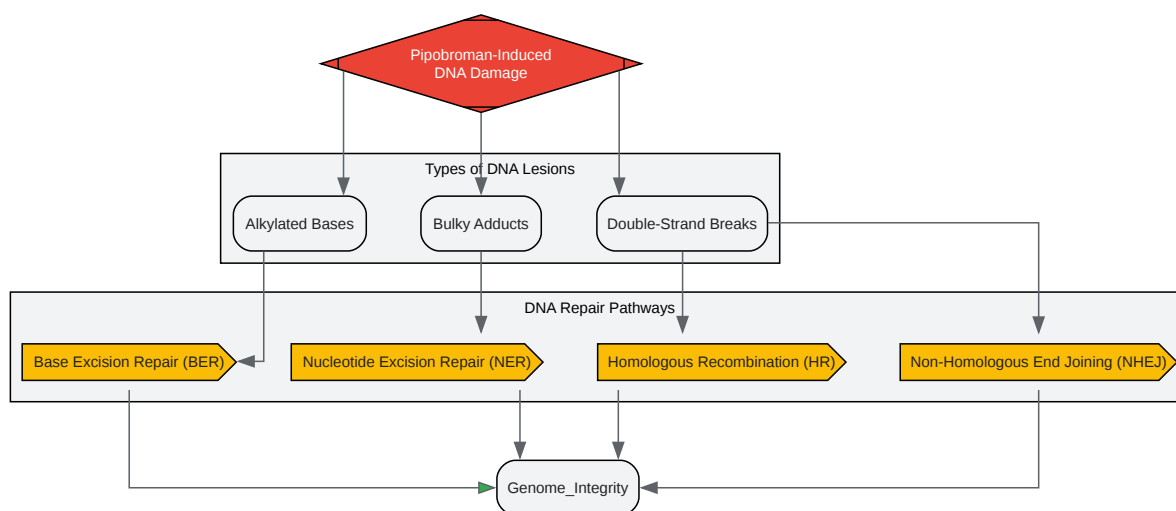 Pipobroman-Induced
DNA Damage
Types of DNA Lesions
Alkylated Bases
Bulky Adducts
Double-Strand Breaks
DNA Repair Pathways
Base Excision Repair (BER)
Nucleotide Excision Repair (NER)
Homologous Recombination (HR)
Non-Homologous End Joining (NHEJ)
Genome_Integrity